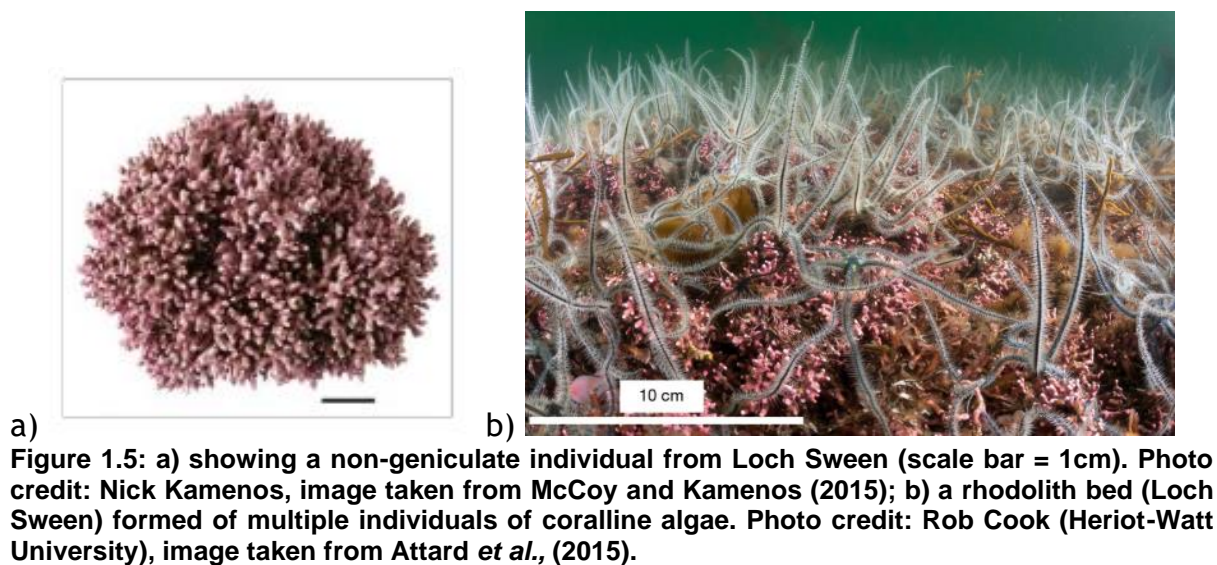 10 cm
a)
b)
Figure 1.5: a) showing a non-geniculate individual from Loch Sween (scale bar = 1cm). Photo
credit: Nick Kamenos, image taken from McCoy and Kamenos (2015); b) a rhodolith bed (Loch
Sween) formed of multiple individuals of coralline algae. Photo credit: Rob Cook (Heriot-Watt
University), image taken from Attard et al., (2015).